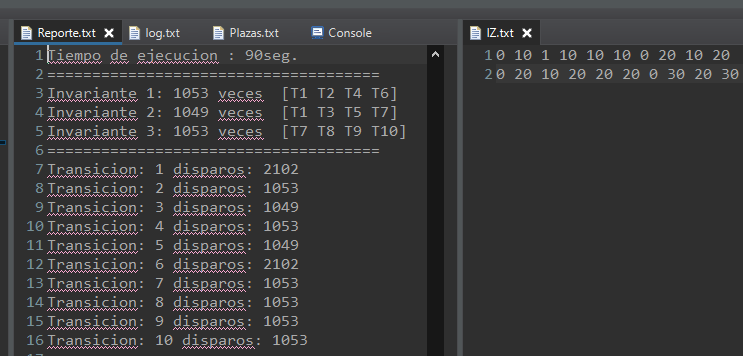 Reporte.txt log.txt Plazas.txt Console IZ.txt
1 Tiempo de ejecucion : 90seg.
2 =====================================
3 Invariante 1: 1053 veces [T1 T2 T4 T6]
4 Invariante 2: 1049 veces [T1 T3 T5 T7]
5 Invariante 3: 1053 veces [T7 T8 T9 T10]
6 =====================================
7 Transicion: 1 disparos: 2102
8 Transicion: 2 disparos: 1053
9 Transicion: 3 disparos: 1049
10 Transicion: 4 disparos: 1053
11 Transicion: 5 disparos: 1049
12 Transicion: 6 disparos: 2102
13 Transicion: 7 disparos: 1053
14 Transicion: 8 disparos: 1053
15 Transicion: 9 disparos: 1053
16 Transicion: 10 disparos: 1053
1 0 10 1 10 10 10 0 20 10 20
2 0 20 10 20 20 20 0 30 20 30